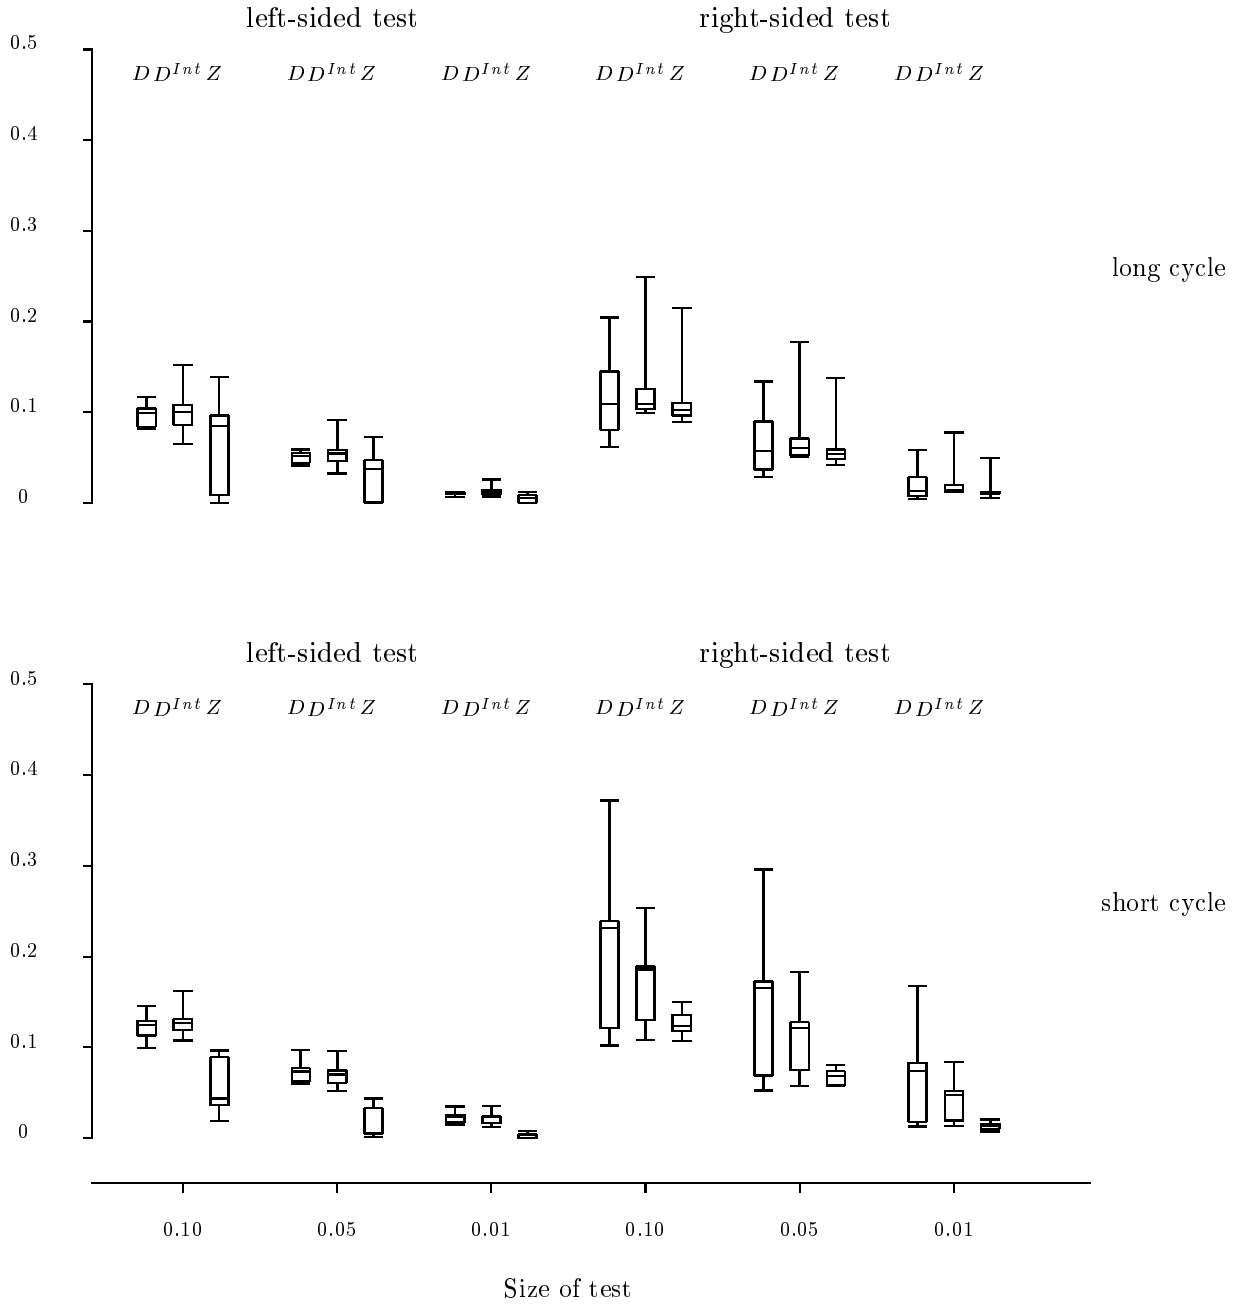 left-sided test right-sided test
0.5
D D^Int Z D D^Int Z D D^Int Z D D^Int Z D D^Int Z D D^Int Z
0.4
0.3
long cycle
0.2
0.1
0
left-sided test right-sided test
0.5
D D^Int Z D D^Int Z D D^Int Z D D^Int Z D D^Int Z D D^Int Z
0.4
0.3
short cycle
0.2
0.1
0
0.10 0.05 0.01 0.10 0.05 0.01
Size of test